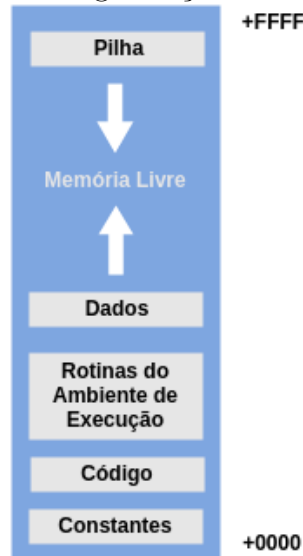 +FFFF
Pilha
Memória Livre
Dados
Rotinas do
Ambiente de
Execução
Código
Constantes
+0000